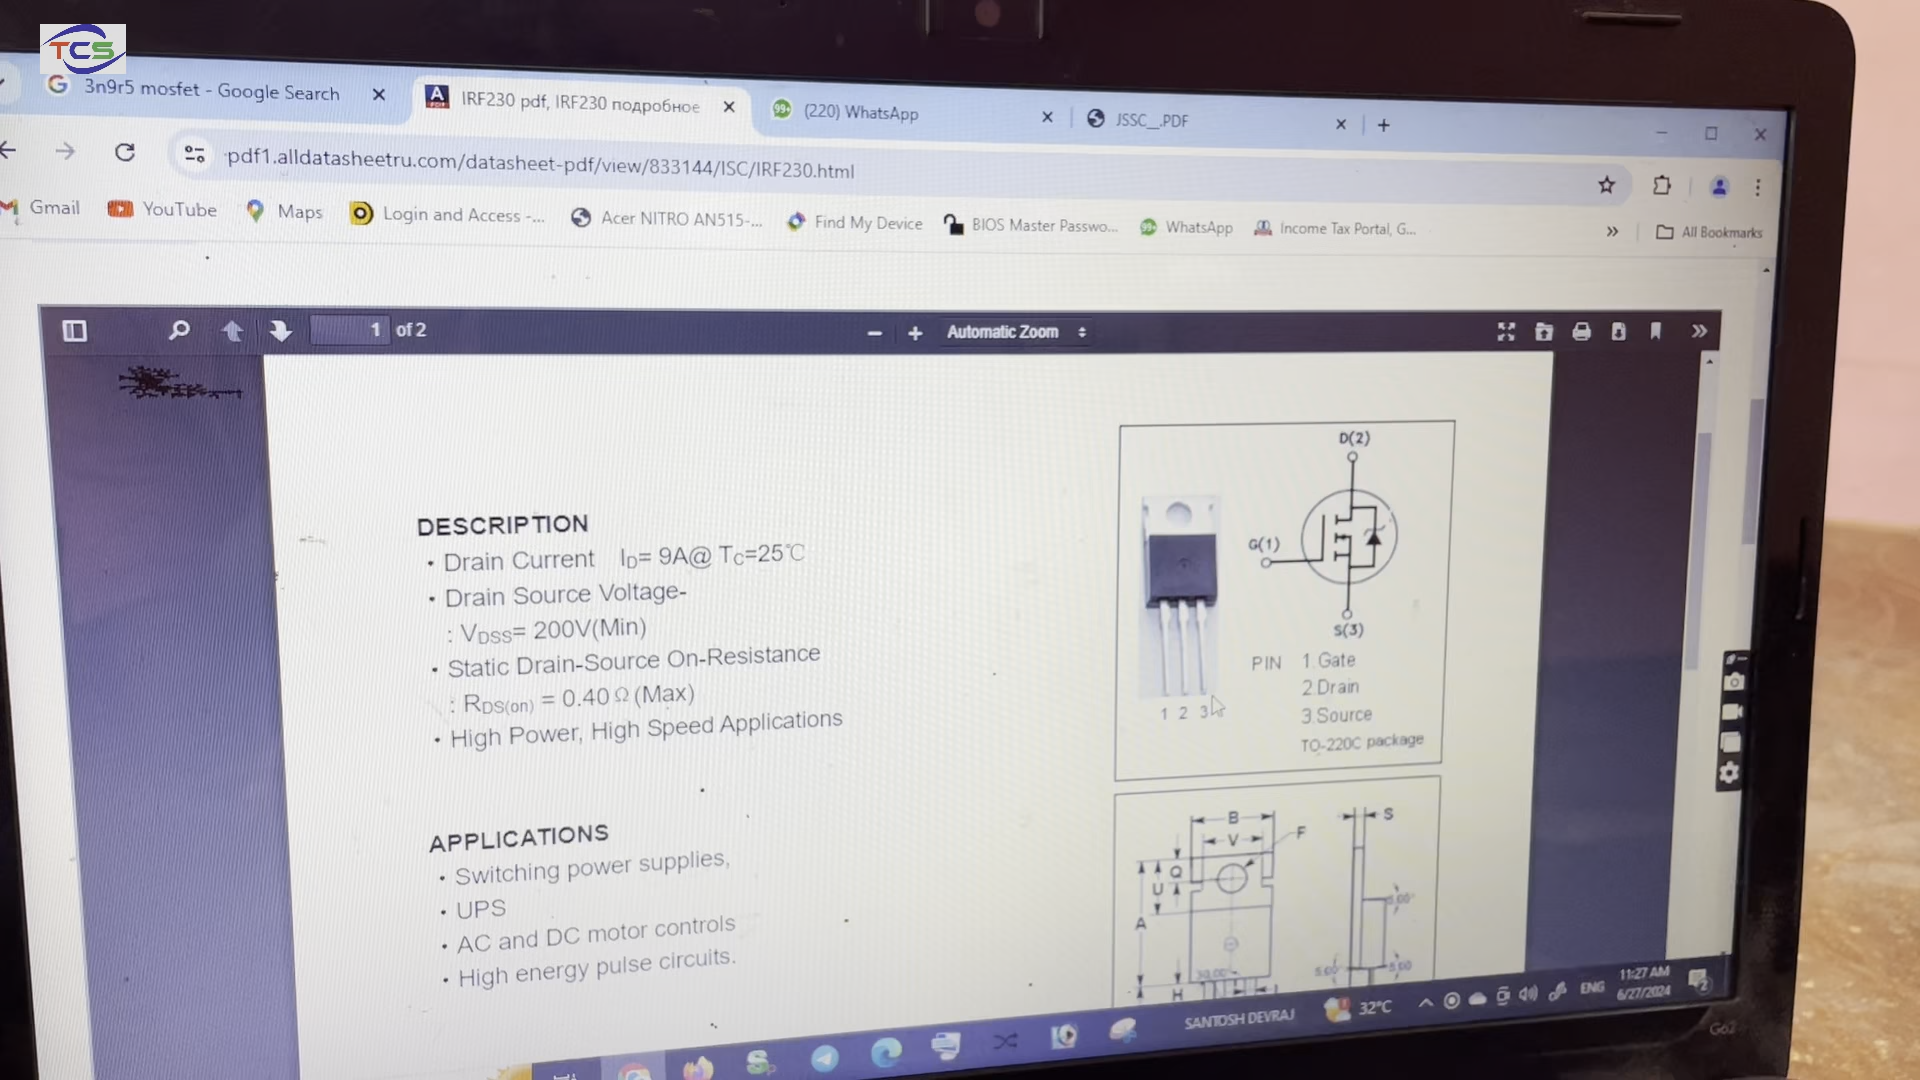 TCS
3n9r5 mosfet - Google Search
IRF230 pdf, IRF230 подробное
(220) WhatsApp
JSSC__.PDF
pdf1.alldatasheetru.com/datasheet-pdf/view/833144/ISC/IRF230.html
Gmail
YouTube
Maps
Login and Access -...
Acer NITRO AN515-...
Find My Device
BIOS Master Passwo...
WhatsApp
Income Tax Portal, G...
All Bookmarks
1 of 2
Automatic Zoom
DESCRIPTION
• Drain Current ID= 9A@ TC=25℃
• Drain Source Voltage-
: VDSS= 200V(Min)
• Static Drain-Source On-Resistance
: RDS(on) = 0.40Ω(Max)
• High Power, High Speed Applications
APPLICATIONS
• Switching power supplies,
• UPS
• AC and DC motor controls
• High energy pulse circuits.
D(2)
G(1)
S(3)
1 2 3
PIN 1.Gate
2.Drain
3.Source
TO-220C package
B
V
F
S
Q
U
A
H
SANTOSH DEVRAJ
32°C
ENG
11:27 AM
6/27/2024